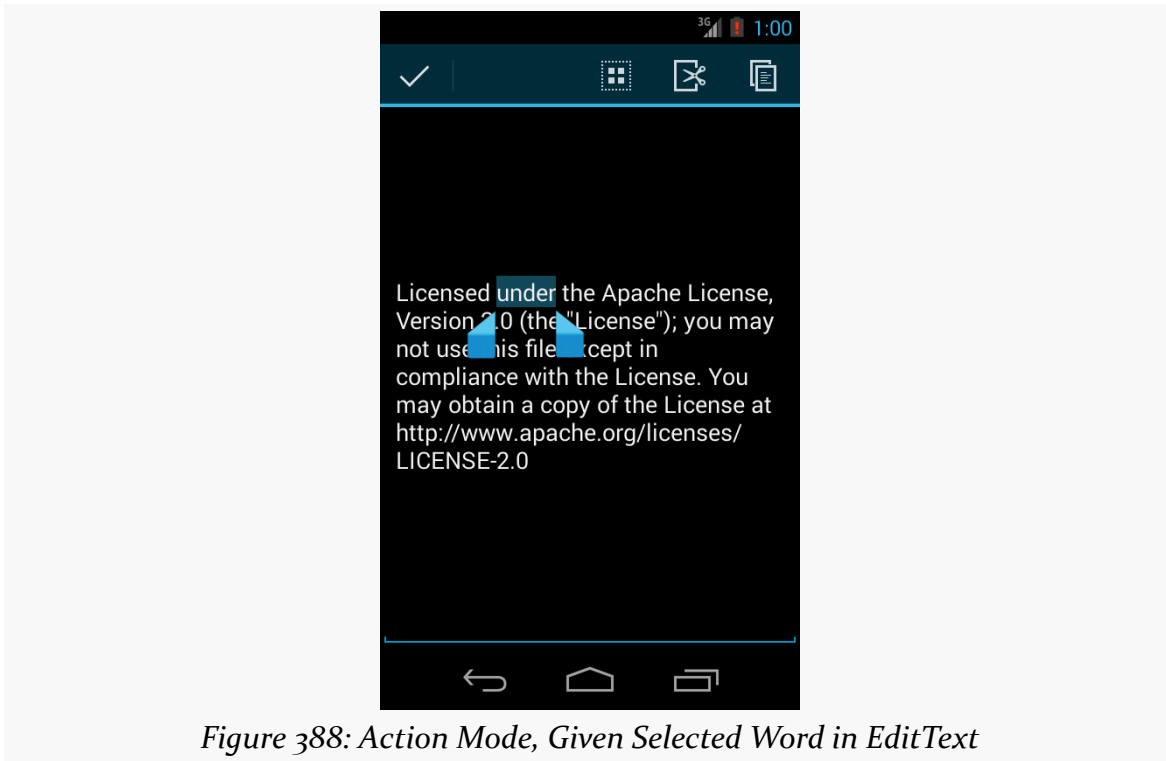 3G 1:00
Licensed under the Apache License,
Version 2.0 (the "License"); you may
not use this file except in
compliance with the License. You
may obtain a copy of the License at
http://www.apache.org/licenses/
LICENSE-2.0
Figure 388: Action Mode, Given Selected Word in EditText